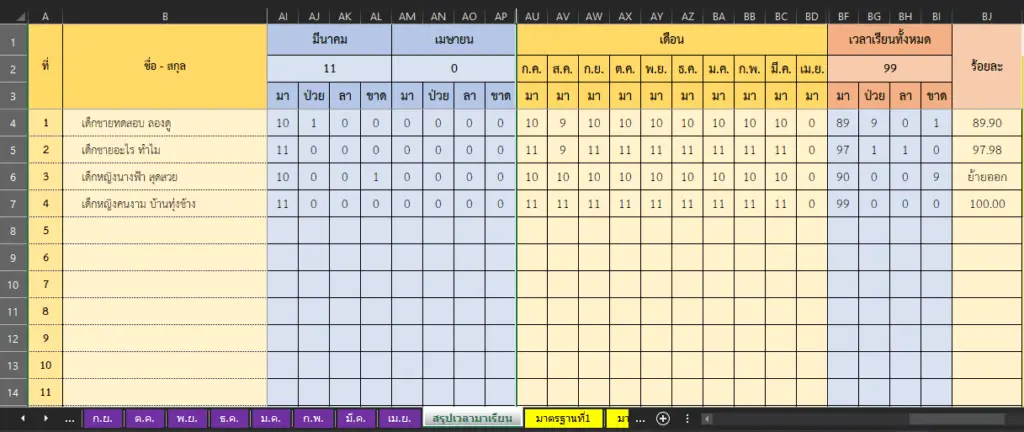 A B AI AJ AK AL AM AN AO AP AU AV AW AX AY AZ BA BB BC BD BF BG BH BI BJ
1 ที่ ชื่อ - สกุล มีนาคม เมษายน เดือน เวลาเรียนทั้งหมด ร้อยละ
2 11 0 ก.ค. ส.ค. ก.ย. ต.ค. พ.ย. ธ.ค. ม.ค. ก.พ. มี.ค. เม.ย. 99
3 มา ป่วย ลา ขาด มา ป่วย ลา ขาด มา มา มา มา มา มา มา มา มา มา มา ป่วย ลา ขาด
4 1 เด็กชายทดสอบ ลองดู 10 1 0 0 0 0 0 0 10 9 10 10 10 10 10 10 10 0 89 9 0 1 89.90
5 2 เด็กชายอะไร ทำไม 11 0 0 0 0 0 0 0 11 9 11 11 11 11 11 11 11 0 97 1 1 0 97.98
6 3 เด็กหญิงนางฟ้า สุดสวย 10 0 0 1 0 0 0 0 10 10 10 10 10 10 10 10 10 0 90 0 0 9 ย้ายออก
7 4 เด็กหญิงคนงาม บ้านทุ่งช้าง 11 0 0 0 0 0 0 0 11 11 11 11 11 11 11 11 11 0 99 0 0 0 100.00
8 5
9 6
10 7
11 8
12 9
13 10
14 11
... ก.ย. ต.ค. พ.ย. ธ.ค. ม.ค. ก.พ. มี.ค. เม.ย. สรุปเวลามาเรียน มาตรฐานที่1 มา ...